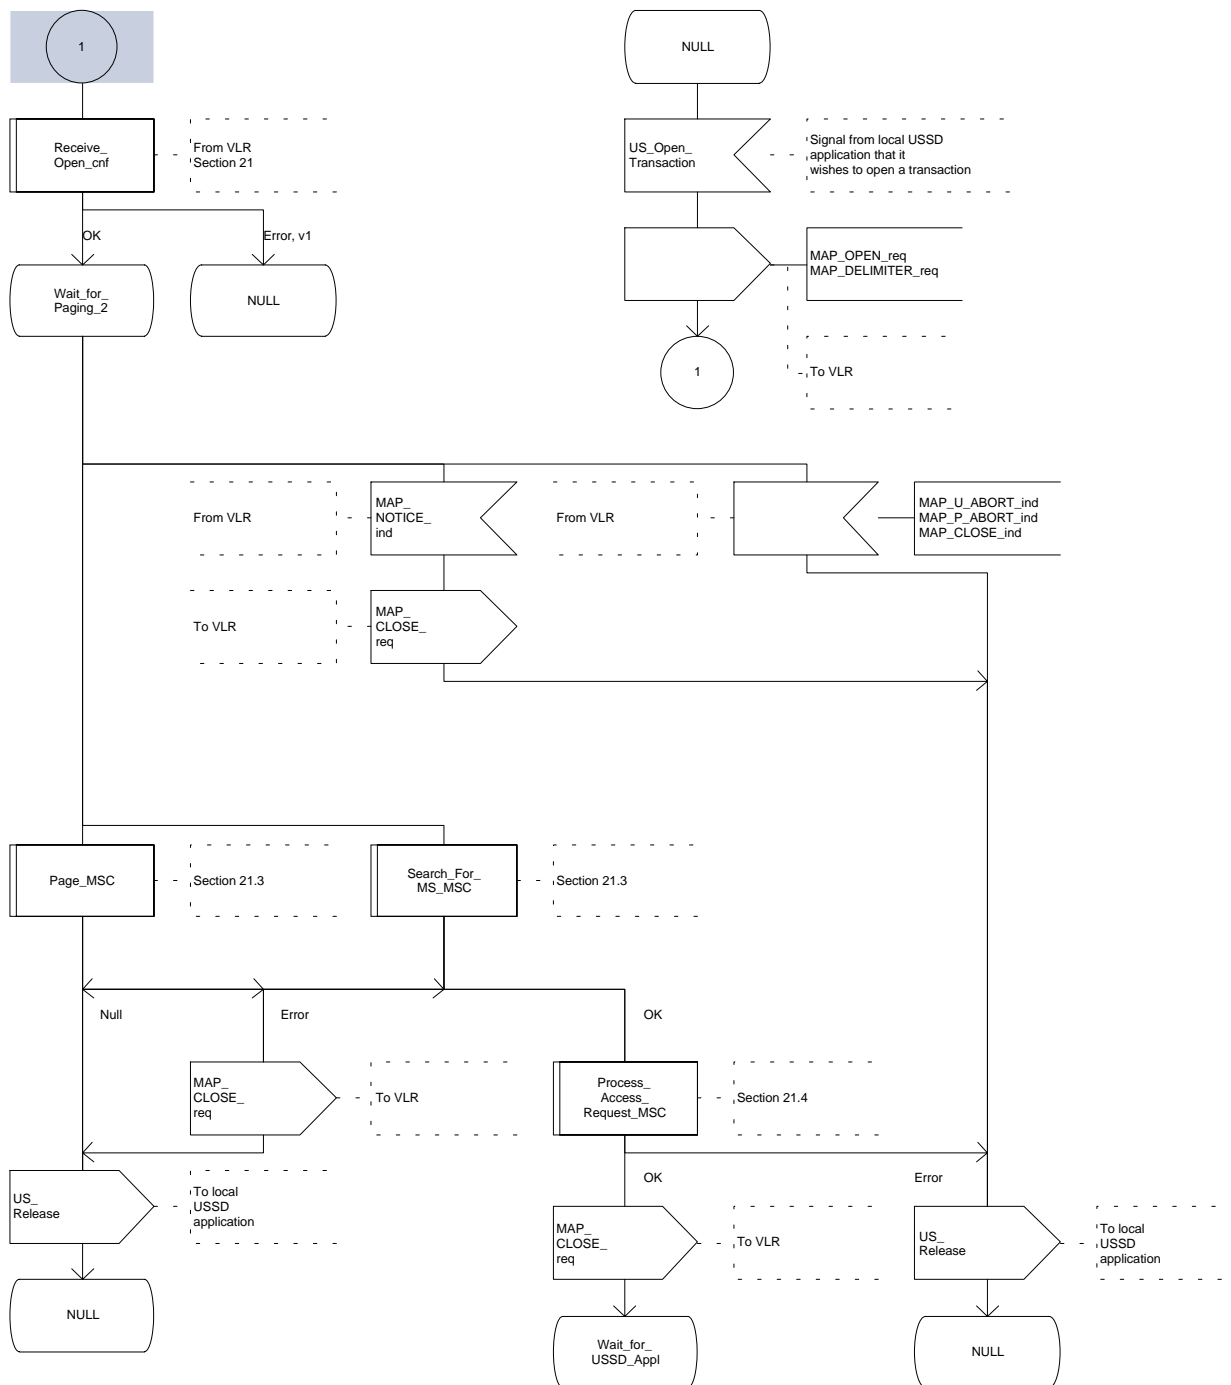 1
NULL
Receive_
Open_cnf
From VLR
Section 21
US_Open_
Transaction
Signal from local USSD
application that it
wishes to open a transaction
OK
Error, v1
MAP_OPEN_req
MAP_DELIMITER_req
Wait_for_
Paging_2
NULL
1
To VLR
From VLR
MAP_
NOTICE_
ind
From VLR
MAP_U_ABORT_ind
MAP_P_ABORT_ind
MAP_CLOSE_ind
To VLR
MAP_
CLOSE_
req
Page_MSC
Section 21.3
Search_For_
MS_MSC
Section 21.3
Null
Error
OK
MAP_
CLOSE_
req
To VLR
Process_
Access_
Request_MSC
Section 21.4
US_
Release
To local
USSD
application
OK
Error
MAP_
CLOSE_
req
To VLR
US_
Release
To local
USSD
application
NULL
Wait_for_
USSD_Appl
NULL